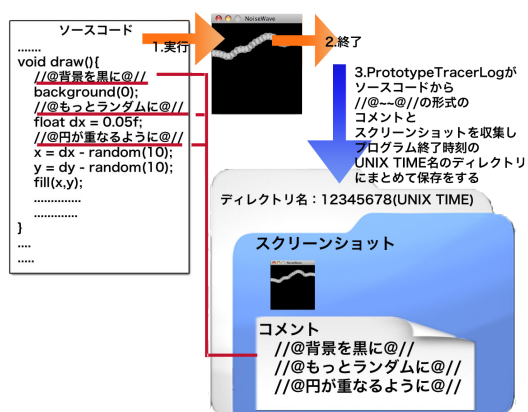 ソースコード
.......
void draw(){
//@背景を黒に@//
background(0);
//@もっとランダムに@//
float dx = 0.05f;
//@円が重なるように@//
x = dx - random(10);
y = dy - random(10);
fill(x,y);
..............
.............
}
....
.....
1.実行
NoiseWave
2.終了
3.PrototypeTracerLogが
ソースコードから
//@~~@//の形式の
コメントと
スクリーンショットを収集し
プログラム終了時刻の
UNIX TIME名のディレクトリ
にまとめて保存をする
ディレクトリ名：12345678(UNIX TIME)
スクリーンショット
NoiseWave
コメント
//@背景を黒に@//
//@もっとランダムに@//
//@円が重なるように@//